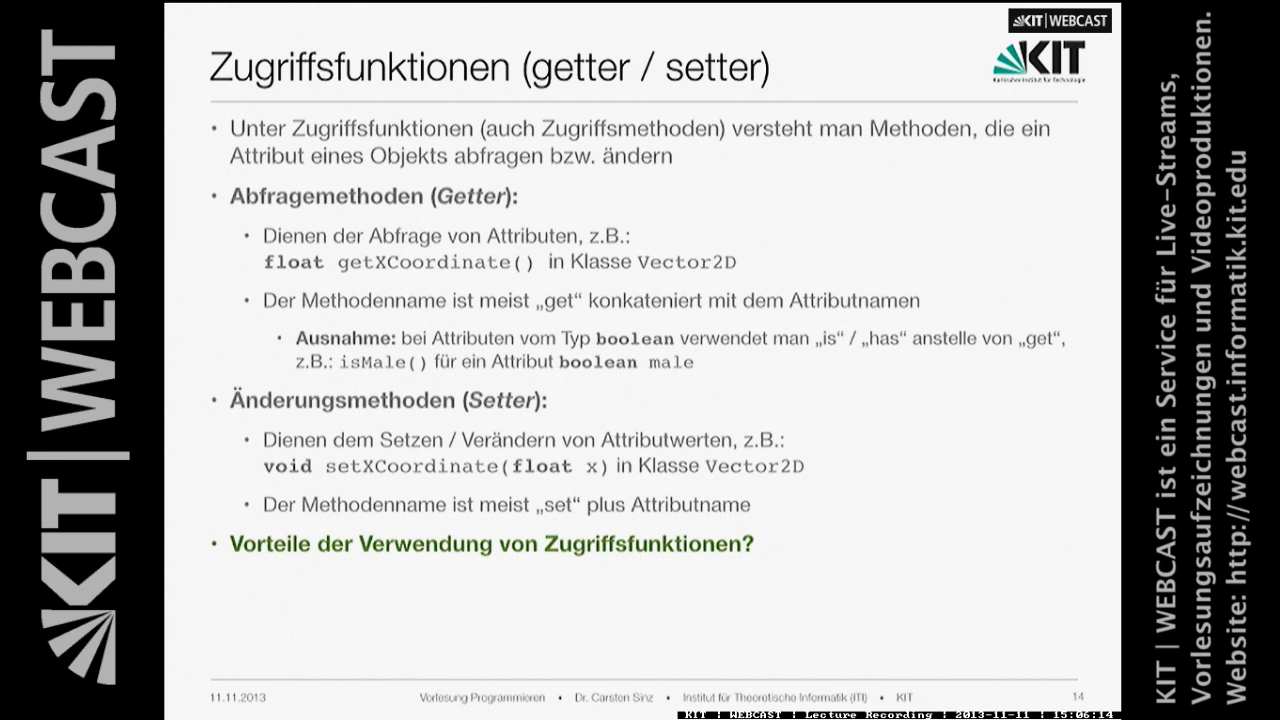 KIT | WEBCAST
KIT | WEBCAST
Zugriffsfunktionen (getter / setter)
KIT
Karlsruher Institut für Technologie
• Unter Zugriffsfunktionen (auch Zugriffsmethoden) versteht man Methoden, die ein
Attribut eines Objekts abfragen bzw. ändern
• Abfragemethoden (Getter):
• Dienen der Abfrage von Attributen, z.B.:
float getXCoordinate() in Klasse Vector2D
• Der Methodenname ist meist „get“ konkateniert mit dem Attributnamen
• Ausnahme: bei Attributen vom Typ boolean verwendet man „is“ / „has“ anstelle von „get“,
z.B.: isMale() für ein Attribut boolean male
• Änderungsmethoden (Setter):
• Dienen dem Setzen / Verändern von Attributwerten, z.B.:
void setXCoordinate(float x) in Klasse Vector2D
• Der Methodenname ist meist „set“ plus Attributname
• Vorteile der Verwendung von Zugriffsfunktionen?
11.11.2013 Vorlesung Programmieren • Dr. Carsten Sinz • Institut für Theoretische Informatik (ITI) • KIT 14
KIT | WEBCAST | Lecture Recording | 2013-11-11 | 15:06:14
KIT | WEBCAST ist ein Service für Live-Streams,
Vorlesungsaufzeichnungen und Videoproduktionen.
Website: http://webcast.informatik.kit.edu